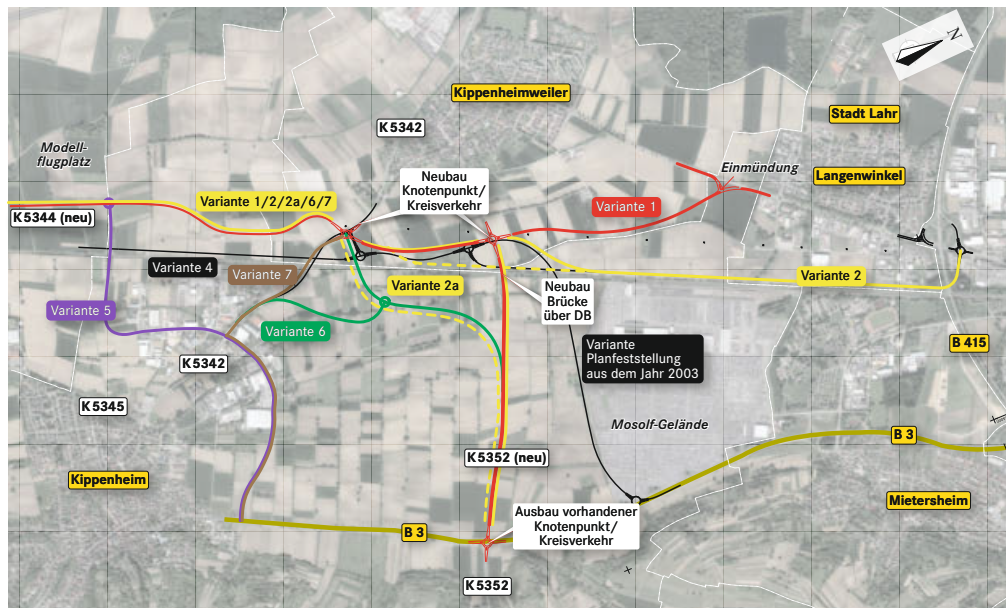 N
Kippenheimweiler
Stadt Lahr
K 5342
Modell-
flugplatz
Einmündung
Langenwinkel
Neubau
Knotenpunkt/
Kreisverkehr
Variante 1/2/2a/6/7
Variante 1
K 5344 (neu)
Variante 4
Variante 7
Variante 2
Variante 2a
Neubau
Brücke
über DB
Variante 5
Variante 6
Variante
Planfeststellung
aus dem Jahr 2003
B 415
K 5342
K 5345
Mosolf-Gelände
B 3
K 5352 (neu)
Kippenheim
Mietersheim
Ausbau vorhandener
Knotenpunkt/
Kreisverkehr
B 3
K 5352